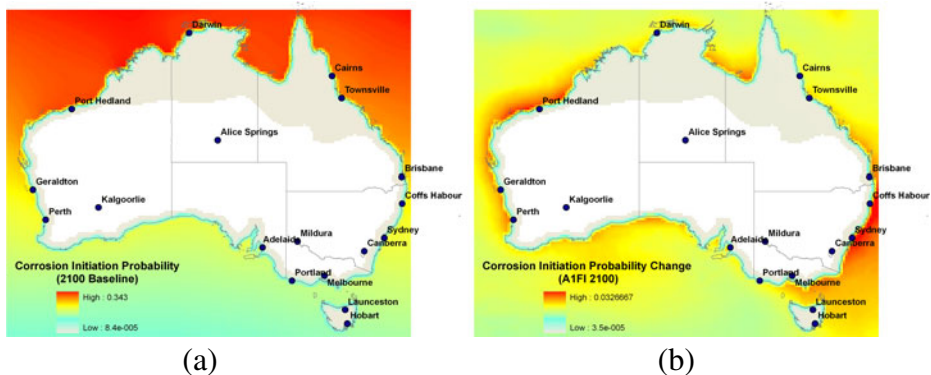 Darwin
Cairns
Townsville
Port Hedland
Alice Springs
Brisbane
Geraldton
Kalgoorlie
Coffs Habour
Perth
Sydney
Adelaide
Mildura
Canberra
Corrosion Initiation Probability
(2100 Baseline)
Portland
Melbourne
High : 0.343
Launceston
Low : 8.4e-005
Hobart
(a)
Darwin
Cairns
Townsville
Port Hedland
Alice Springs
Brisbane
Geraldton
Kalgoorlie
Coffs Habour
Perth
Sydney
Adelaide
Mildura
Canberra
Corrosion Initiation Probability Change
(A1FI 2100)
Portland
Melbourne
High : 0.0326667
Launceston
Low : 3.5e-005
Hobart
(b)